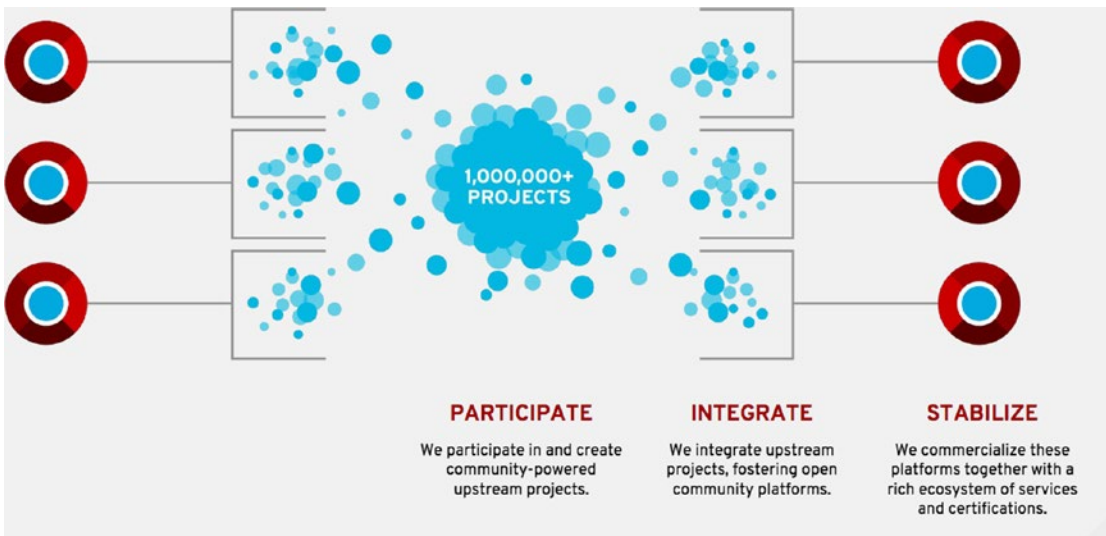 1,000,000+
PROJECTS
PARTICIPATE
We participate in and create
community-powered
upstream projects.
INTEGRATE
We integrate upstream
projects, fostering open
community platforms.
STABILIZE
We commercialize these
platforms together with a
rich ecosystem of services
and certifications.